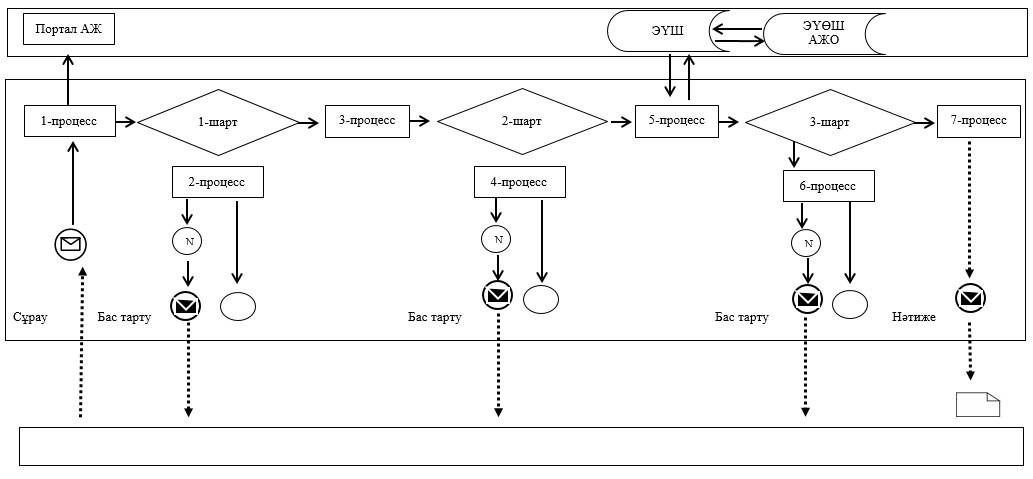 Портал АЖ
ЭҮШ
ЭҮӨШ
АЖО
1-процесс
1-шарт
3-процесс
2-шарт
5-процесс
3-шарт
7-процесс
2-процесс
4-процесс
6-процесс
N
N
N
Сұрау
Бас тарту
Бас тарту
Бас тарту
Нәтиже